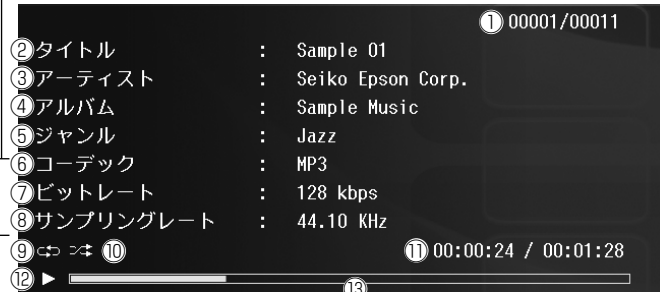 ① 00001/00011
②タイトル : Sample 01
③アーティスト : Seiko Epson Corp.
④アルバム : Sample Music
⑤ジャンル : Jazz
⑥コーデック : MP3
⑦ビットレート : 128 kbps
⑧サンプリングレート : 44.10 KHz
⑨ ⑩ ⑪ 00:00:24 / 00:01:28
⑫
⑬